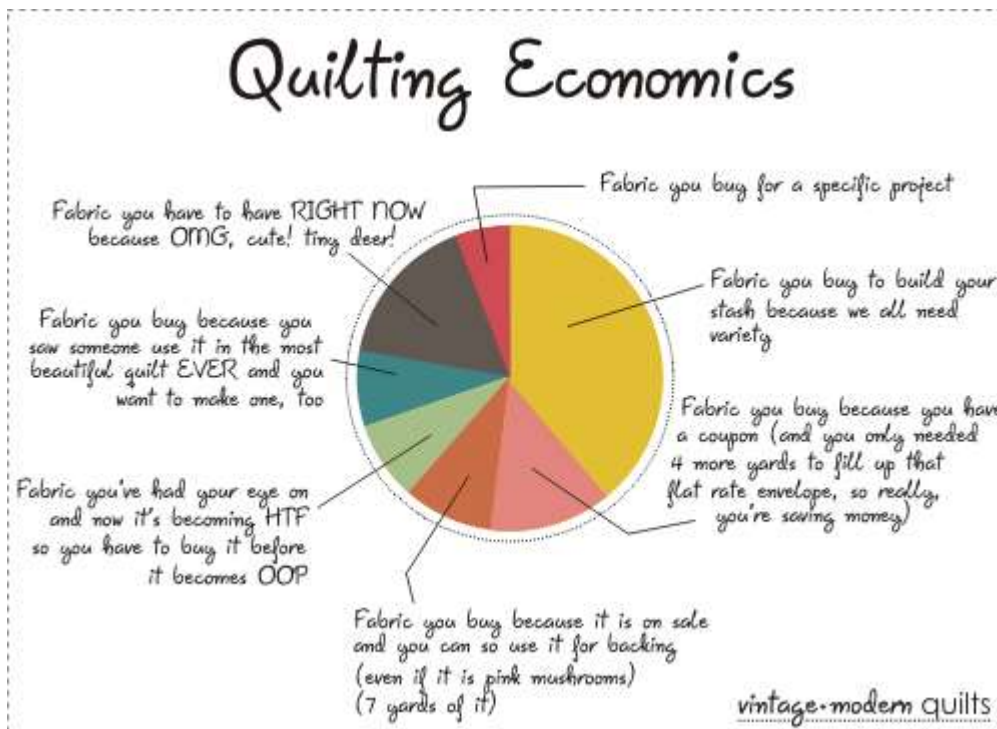 Quilting Economics
Fabric you buy for a specific project
Fabric you have to have RIGHT NOW
because OMG, cute! tiny deer!
Fabric you buy to build your
stash because we all need
variety
Fabric you buy because you
saw someone use it in the most
beautiful quilt EVER and you
want to make one, too
Fabric you buy because you have
a coupon (and you only needed
4 more yards to fill up that
flat rate envelope, so really,
you're saving money)
Fabric you've had your eye on
and now it's becoming HTF
so you have to buy it before
it becomes OOP
Fabric you buy because it is on sale
and you can so use it for backing
(even if it is pink mushrooms)
(7 yards of it)
vintage·modern quilts